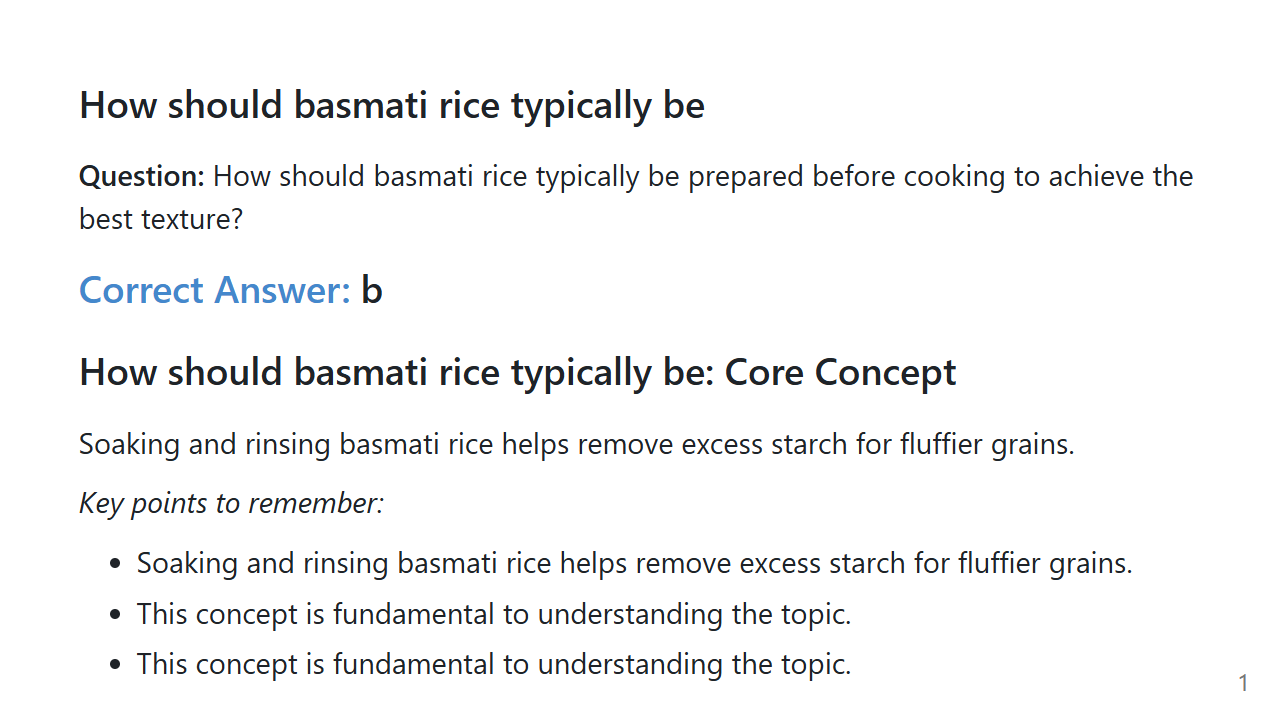 How should basmati rice typically be
Question: How should basmati rice typically be prepared before cooking to achieve the
best texture?
Correct Answer: b
How should basmati rice typically be: Core Concept
Soaking and rinsing basmati rice helps remove excess starch for fluffier grains.
Key points to remember:
• Soaking and rinsing basmati rice helps remove excess starch for fluffier grains.
• This concept is fundamental to understanding the topic.
• This concept is fundamental to understanding the topic.
1